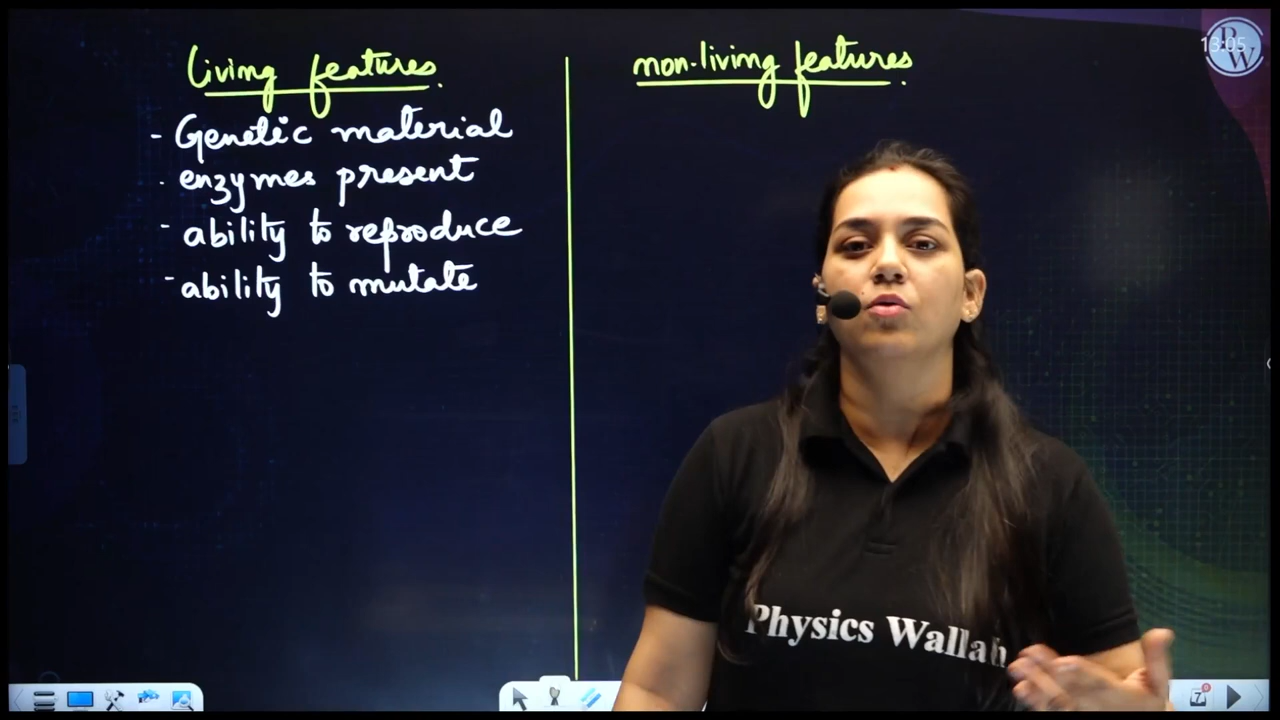 living features.
non-living features.
- Genetic material
- enzymes present
- ability to reproduce
- ability to mutate
13:05
PW
Physics Wallah
7